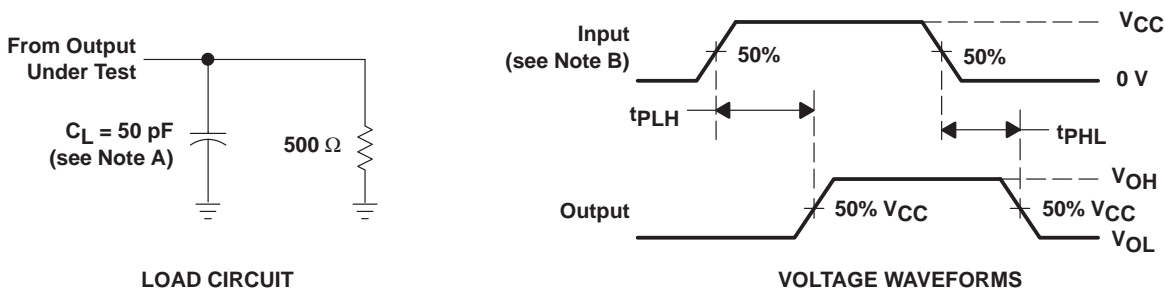 From Output
Under Test
CL = 50 pF
(see Note A)
500 Ω
LOAD CIRCUIT
Input
(see Note B)
50%
50%
VCC
0 V
tPLH
tPHL
Output
50% VCC
50% VCC
VOH
VOL
VOLTAGE WAVEFORMS